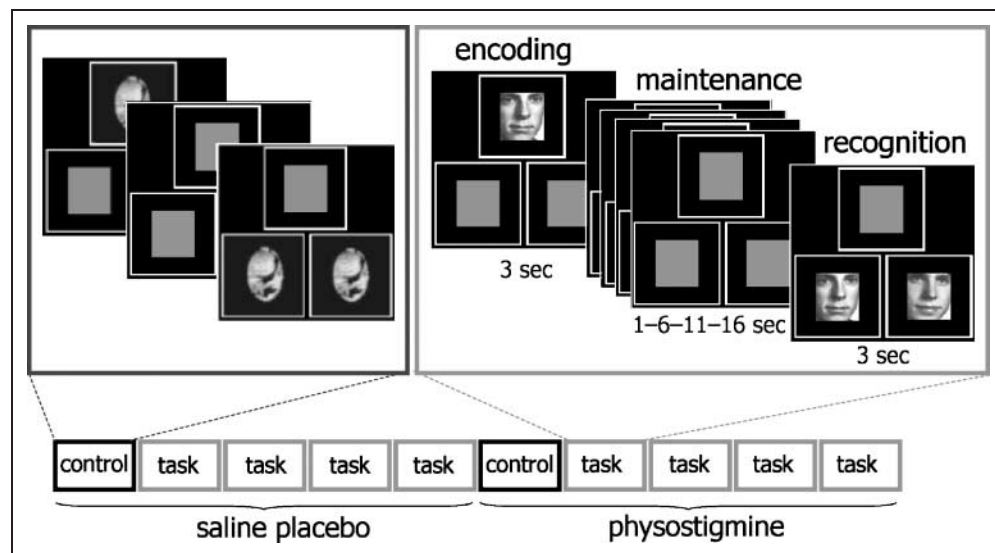 encoding
maintenance
recognition
3 sec
1–6–11–16 sec
3 sec
control task task task task control task task task task
saline placebo physostigmine